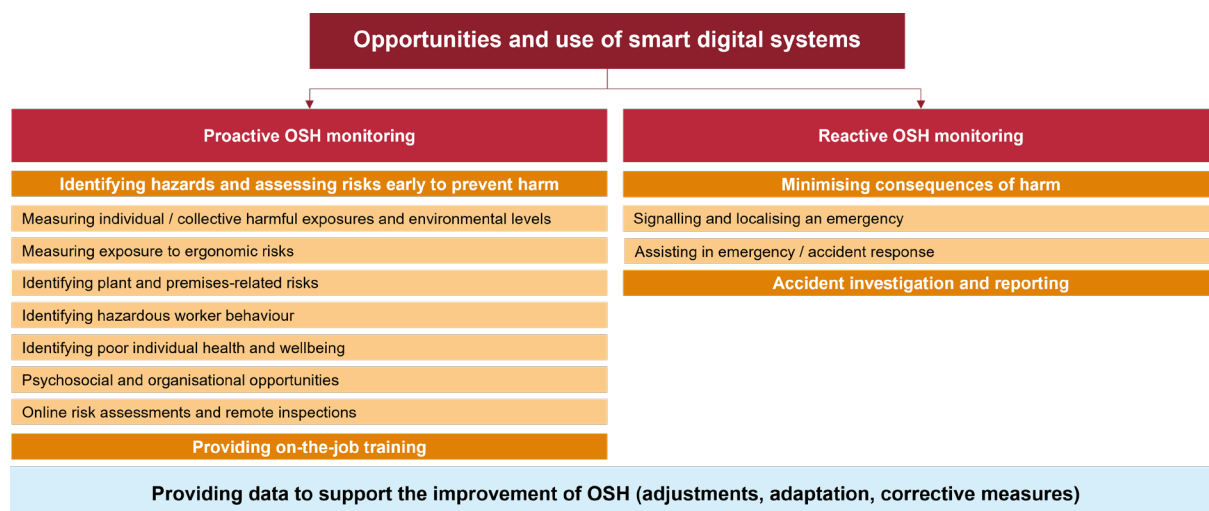 Opportunities and use of smart digital systems
Proactive OSH monitoring
Identifying hazards and assessing risks early to prevent harm
Measuring individual / collective harmful exposures and environmental levels
Measuring exposure to ergonomic risks
Identifying plant and premises-related risks
Identifying hazardous worker behaviour
Identifying poor individual health and wellbeing
Psychosocial and organisational opportunities
Online risk assessments and remote inspections
Providing on-the-job training
Reactive OSH monitoring
Minimising consequences of harm
Signalling and localising an emergency
Assisting in emergency / accident response
Accident investigation and reporting
Providing data to support the improvement of OSH (adjustments, adaptation, corrective measures)